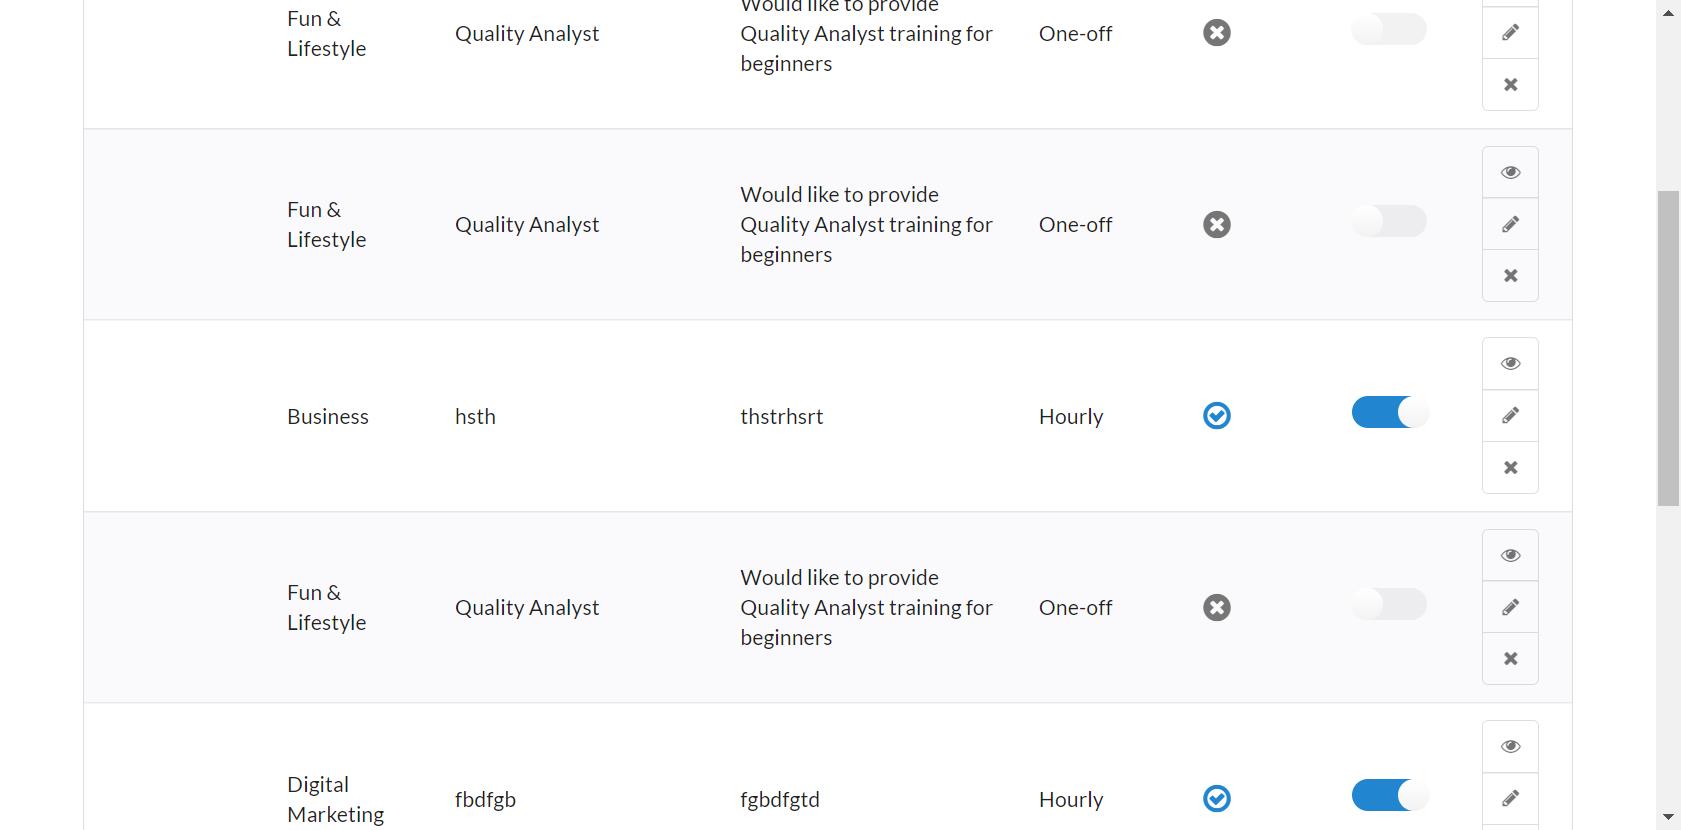 Fun &
Lifestyle
Quality Analyst
Would like to provide
Quality Analyst training for
beginners
One-off
Fun &
Lifestyle
Quality Analyst
Would like to provide
Quality Analyst training for
beginners
One-off
Business
hsth
thstrhsrt
Hourly
Fun &
Lifestyle
Quality Analyst
Would like to provide
Quality Analyst training for
beginners
One-off
Digital
Marketing
fbdfgb
fgbdfgtd
Hourly